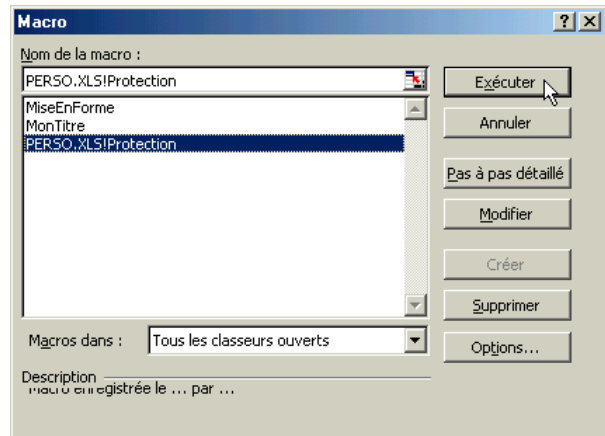 Macro
Nom de la macro :
PERSO.XLS!Protection
MiseEnForme
MonTitre
PERSO.XLS!Protection
Exécuter
Annuler
Pas à pas détaillé
Modifier
Créer
Supprimer
Options...
Macros dans :
Tous les classeurs ouverts
Description
Macro enregistrée le ... par ...